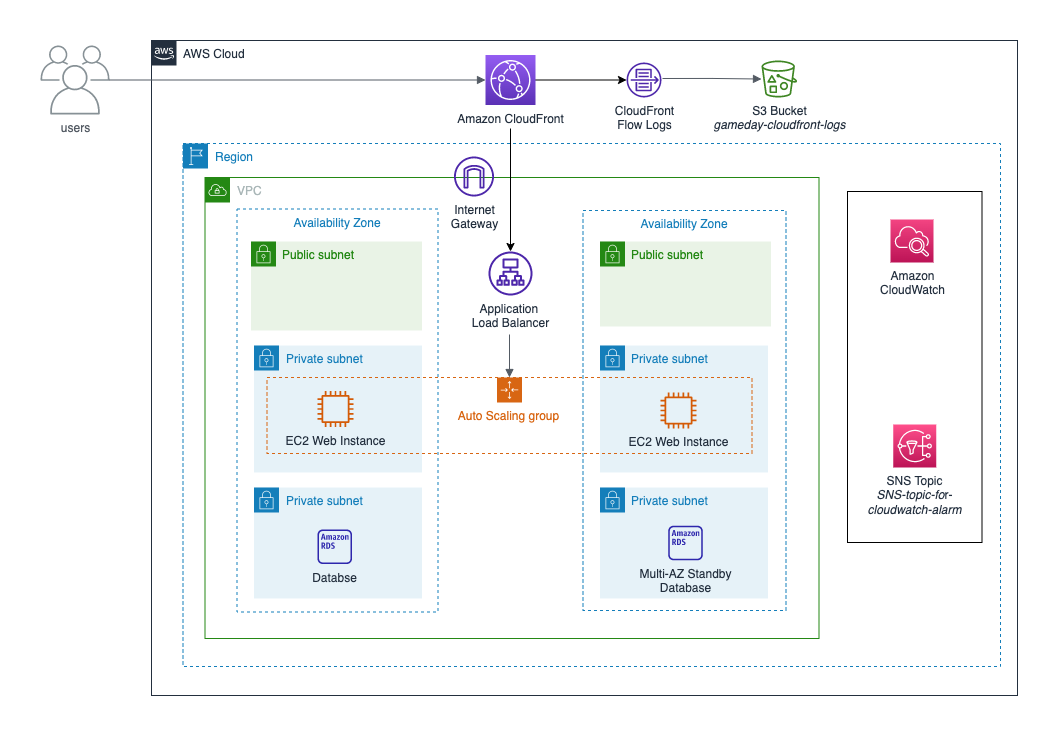 aws
AWS Cloud
users
Amazon CloudFront
CloudFront
Flow Logs
S3 Bucket
gameday-cloudfront-logs
Region
VPC
Internet
Gateway
Availability Zone
Public subnet
Private subnet
EC2 Web Instance
Private subnet
Amazon
RDS
Databse
Application
Load Balancer
Auto Scaling group
Availability Zone
Public subnet
Private subnet
EC2 Web Instance
Private subnet
Amazon
RDS
Multi-AZ Standby
Database
Amazon
CloudWatch
SNS Topic
SNS-topic-for-
cloudwatch-alarm